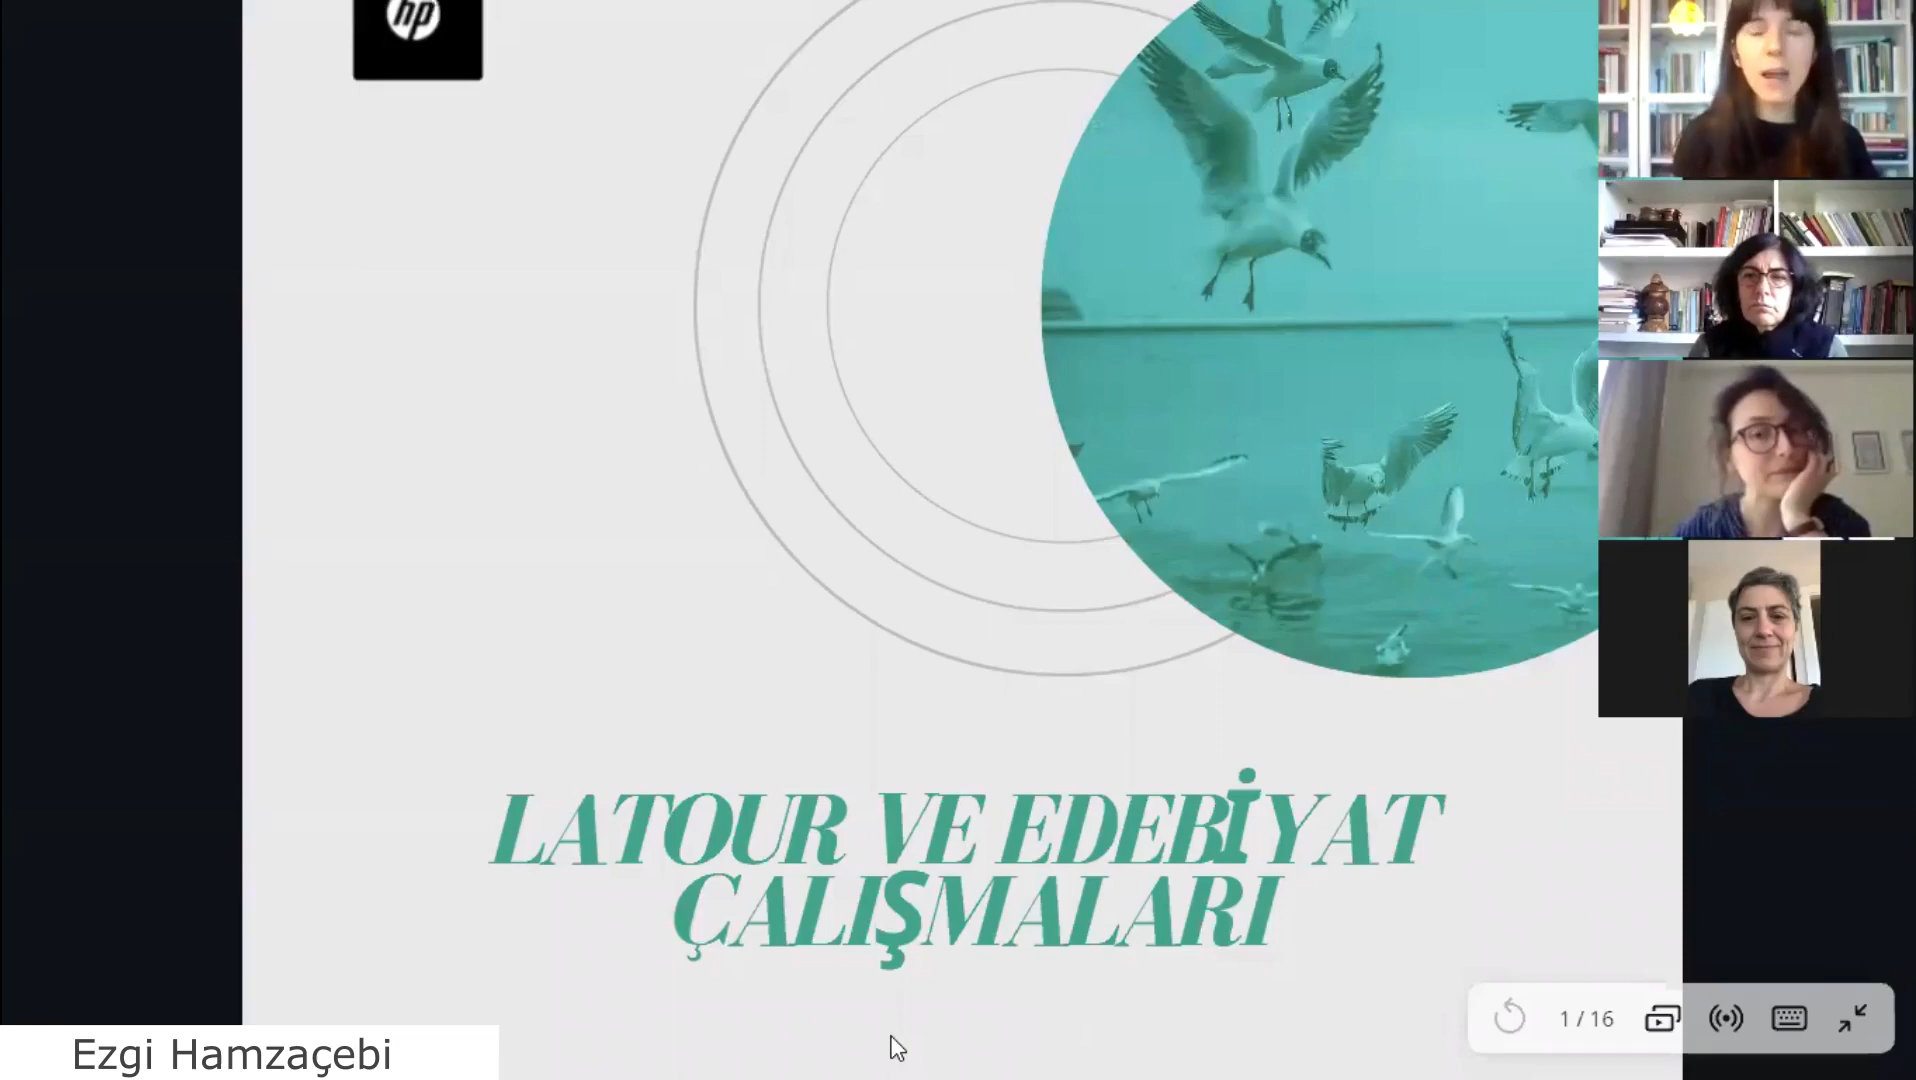 hp
LATOUR VE EDEBİYAT
ÇALIŞMALARI
1 / 16
Ezgi Hamzaçebi